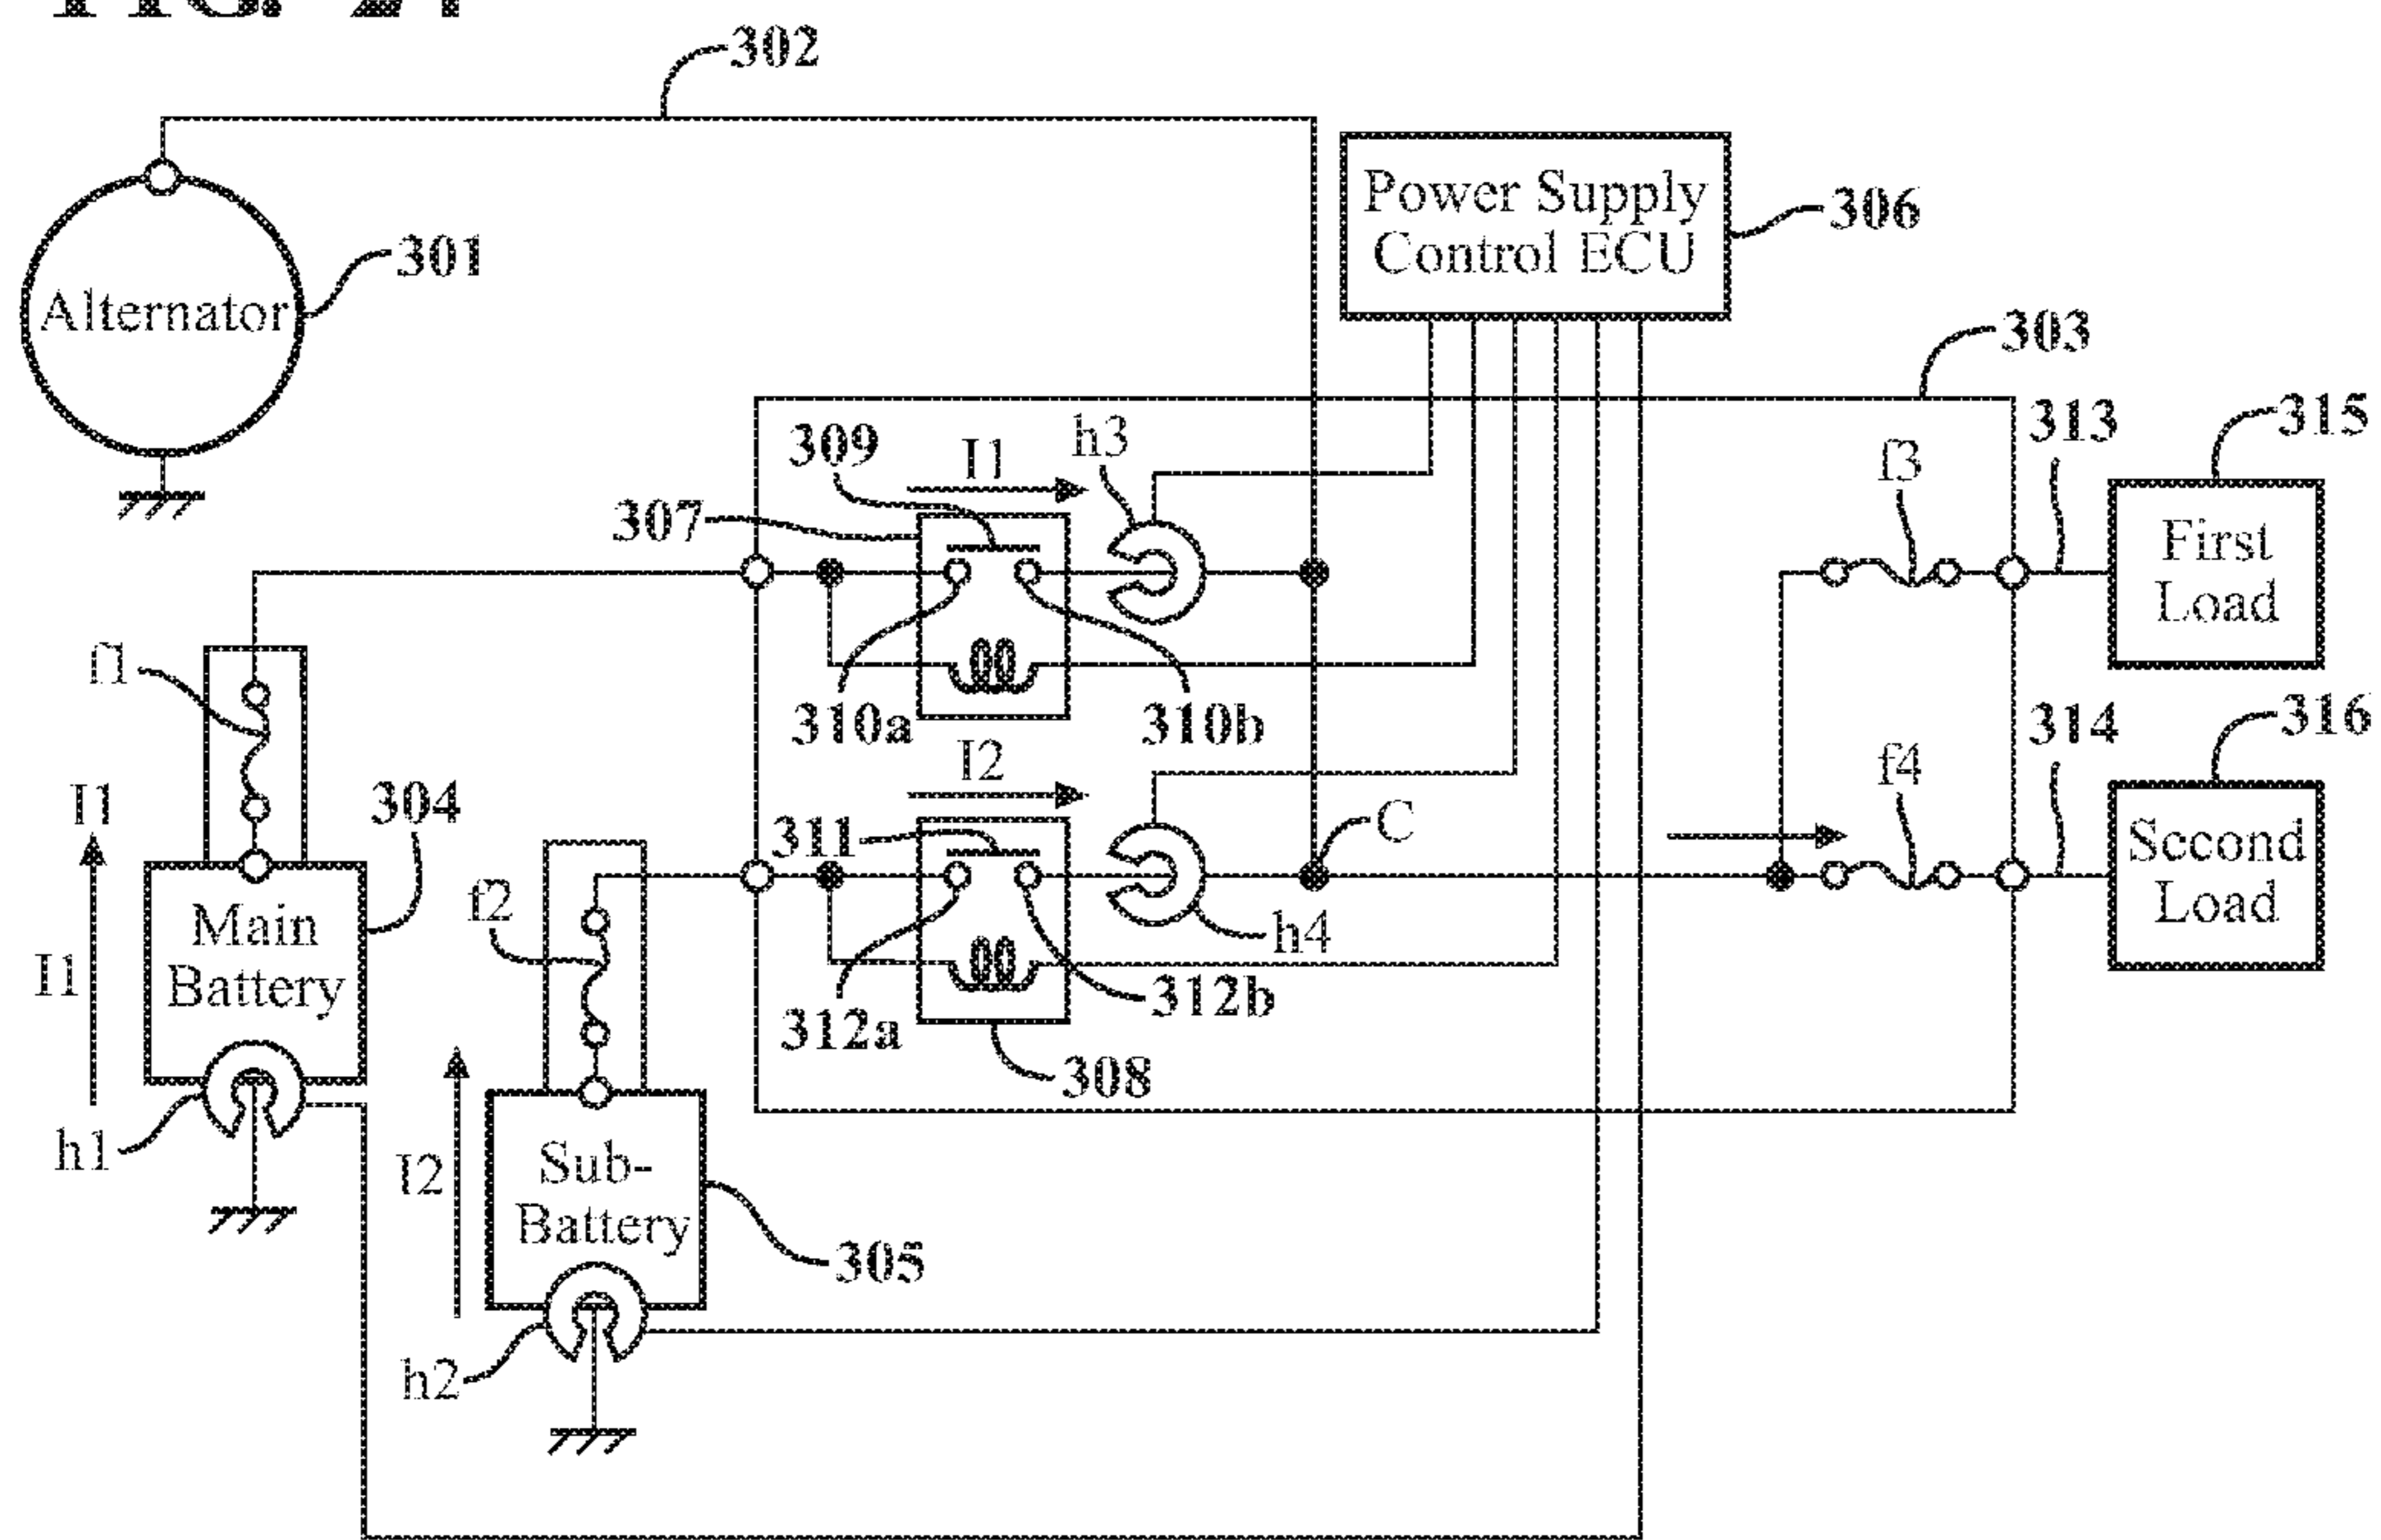 302
Power Supply
Control ECU
306
Alternator
301
303
309
I1
h3
307
f3
313
315
First
Load
f1
310a
310b
I2
314
316
I1
304
311
C
f4
Second
Load
Main
Battery
f2
h4
I1
312a
312b
308
h1
I2
Sub-
Battery
305
h2